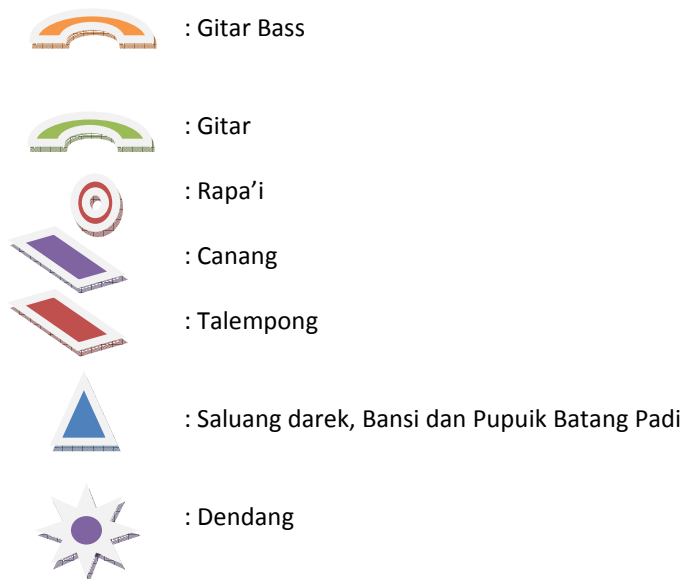 : Gitar Bass
: Gitar
: Rapa’i
: Canang
: Talempong
: Saluang darek, Bansi dan Pupuik Batang Padi
: Dendang